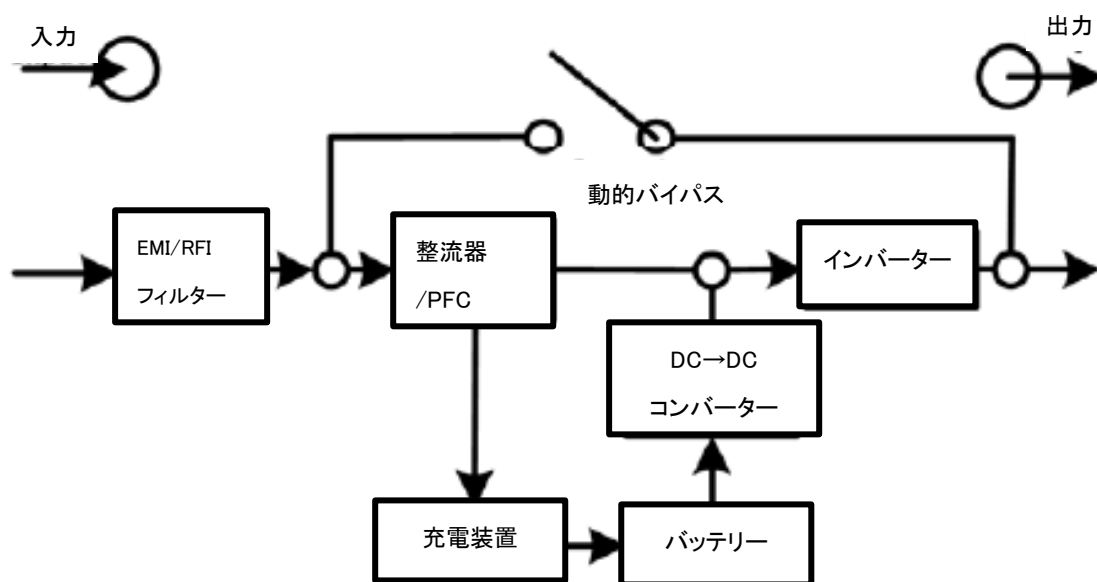 入力
出力
動的バイパス
EMI/RFI
フィルター
整流器
/PFC
インバーター
DC→DC
コンバーター
充電装置
バッテリー